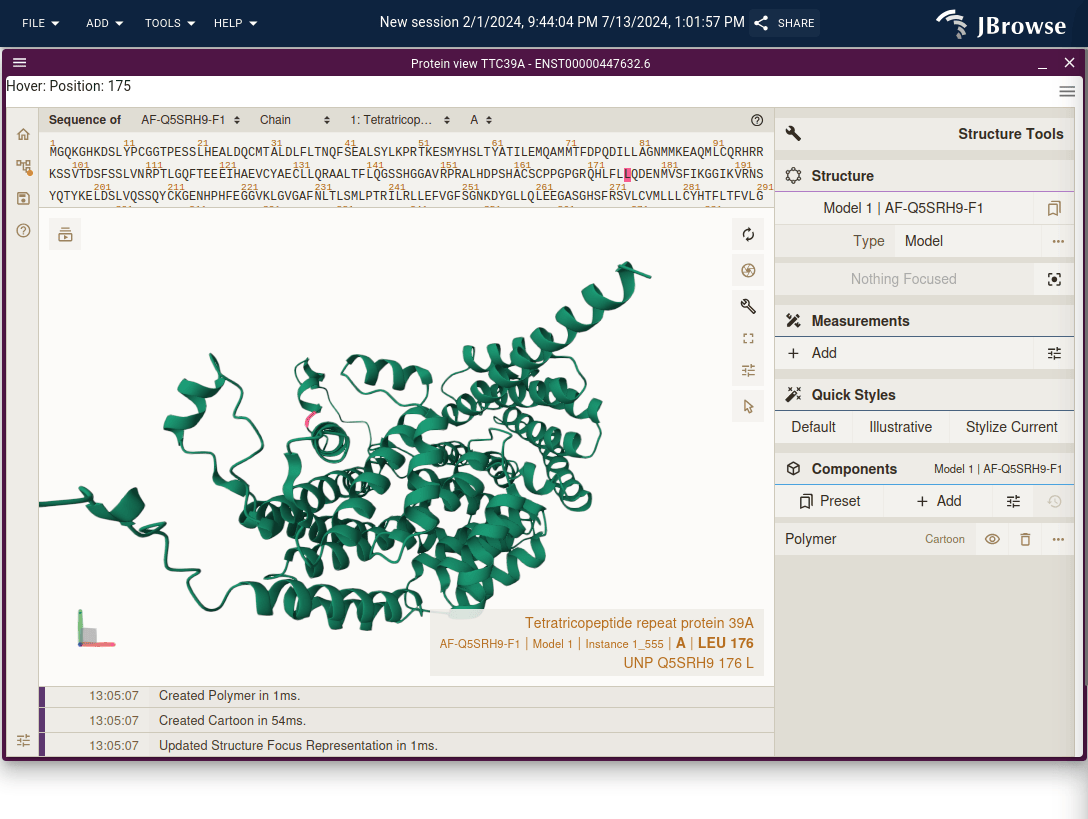 FILE ADD TOOLS HELP New session 2/1/2024, 9:44:04 PM 7/13/2024, 1:01:57 PM SHARE JBrowse
Protein view TTC39A - ENST00000447632.6
Hover: Position: 175
Sequence of AF-Q5SRH9-F1 Chain 1: Tetratricop... A
1 11 21 31 41 51 61 71 81 91
MGQKGHKDSLYPCGGTPESSLHEALDQCMTALDLFLTNQFSEALSYLKPRTKESMYHSLTYATILEMQAMMTFDPQDILLAGNMMKEAQMLCQRHRR
101 111 121 131 141 151 161 171 181 191
KSSVTDSFSSLVNRPTLGQFTEEEIHAEVCYAECLLQRAALTFLQGSSHGGAVRPRALHDPSHACSCPPGPGRQHLFLLQDENMVSFIKGGIKVRNS
201 211 221 231 241 251 261 271 281 291
YQTYKELDSLVQSSQYCKGENHPHFEGGVKLGVGAFNLTLSMLPTRILRLLEFVGFSGNKDYGLLQLEEGASGHSFRSVLCVMLLLCYHTFLTFVLG
Structure Tools
Structure
Model 1 | AF-Q5SRH9-F1
Type Model
Nothing Focused
Measurements
Add
Quick Styles
Default Illustrative Stylize Current
Components Model 1 | AF-Q5SRH9-F1
Preset Add
Polymer Cartoon
Tetratricopeptide repeat protein 39A
AF-Q5SRH9-F1 | Model 1 | Instance 1_555 | A | LEU 176
UNP Q5SRH9 176 L
13:05:07 Created Polymer in 1ms.
13:05:07 Created Cartoon in 54ms.
13:05:07 Updated Structure Focus Representation in 1ms.